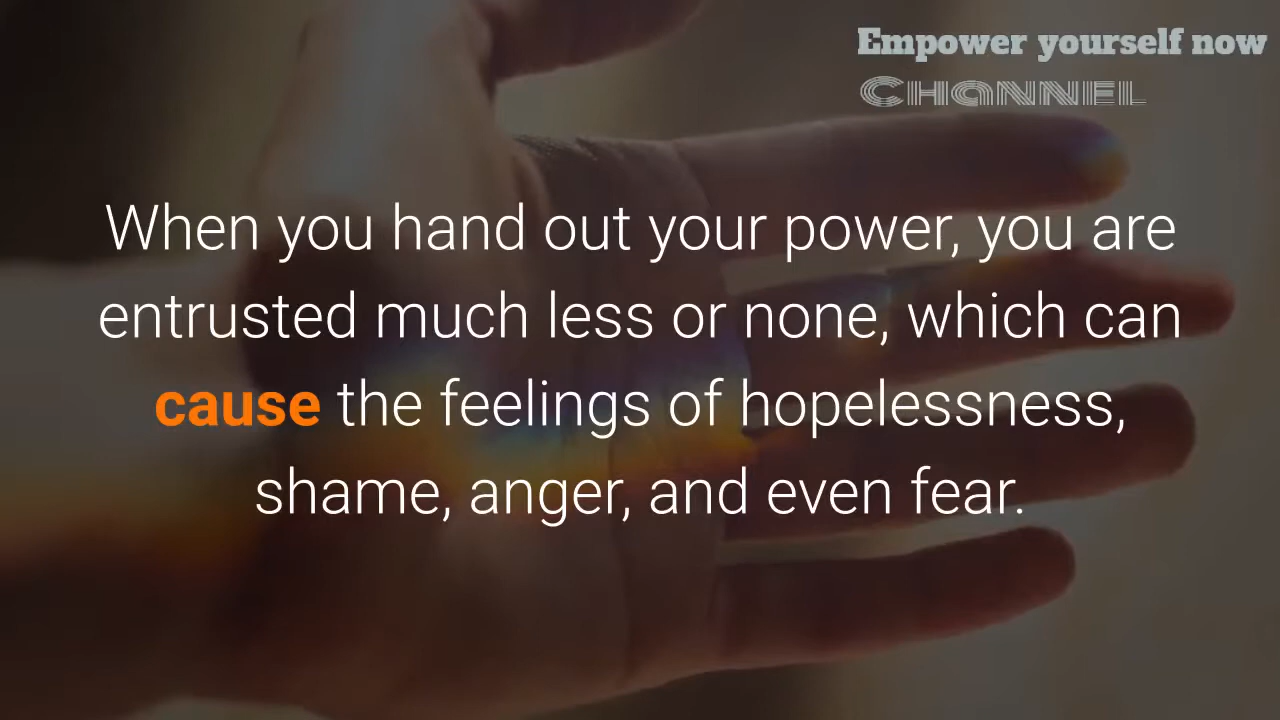 Empower yourself now
CHANNEL
When you hand out your power, you are
entrusted much less or none, which can
cause the feelings of hopelessness,
shame, anger, and even fear.